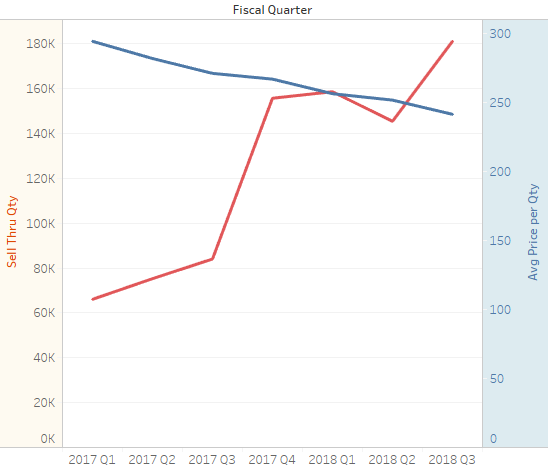 Fiscal Quarter
Sell Thru Qty
180K
160K
140K
120K
100K
80K
60K
40K
20K
0K
300
250
200
150
100
50
0
Avg Price per Qty
2017 Q1 2017 Q2 2017 Q3 2017 Q4 2018 Q1 2018 Q2 2018 Q3